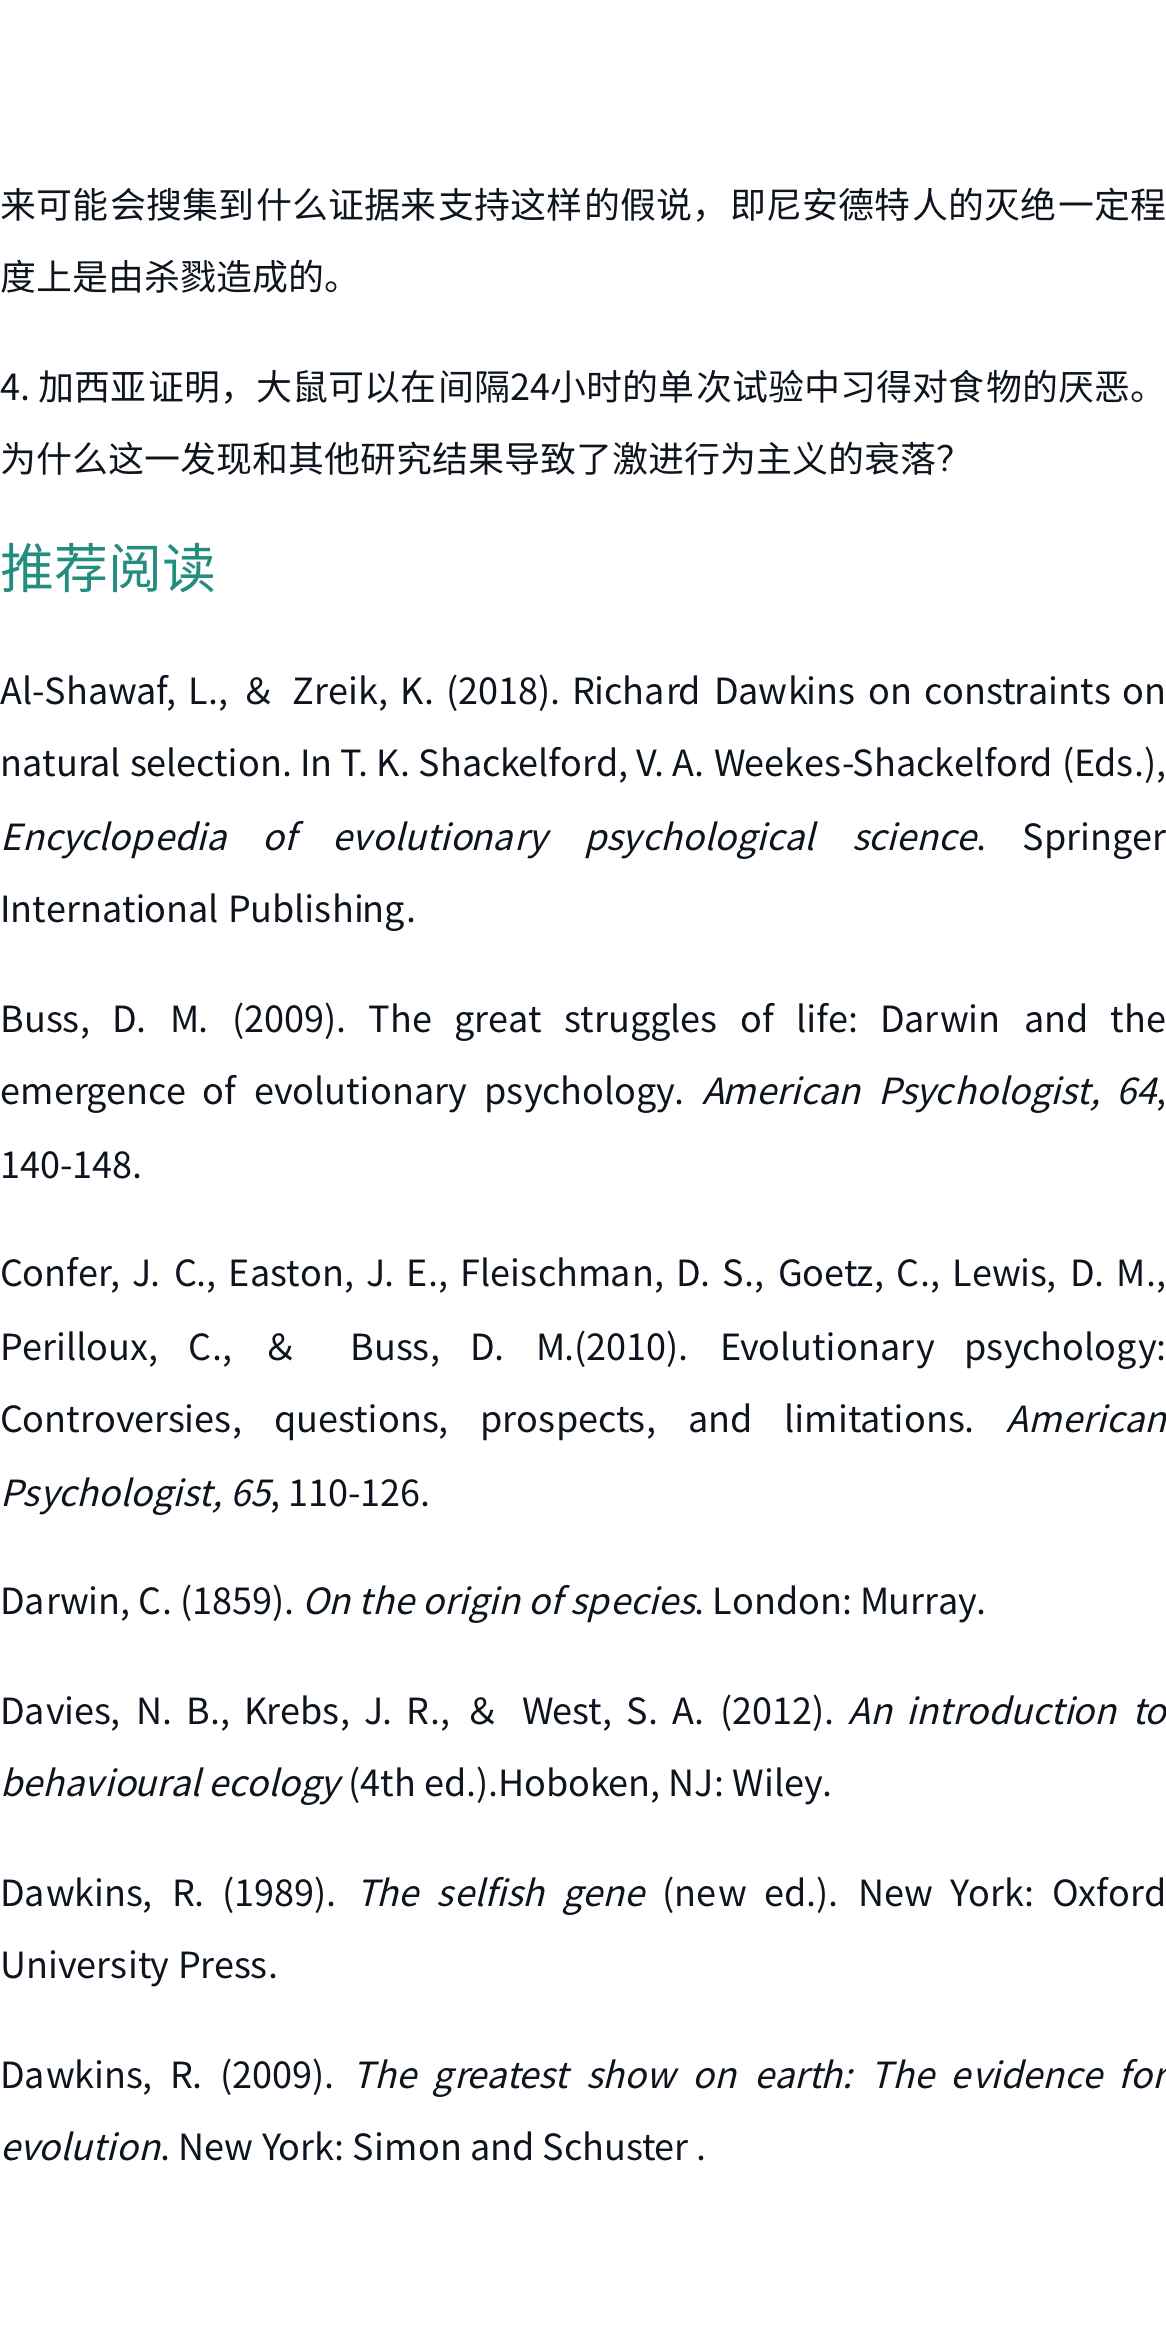 来可能会搜集到什么证据来支持这样的假说，即尼安德特人的灭绝一定程
度上是由杀戮造成的。
4. 加西亚证明，大鼠可以在间隔24小时的单次试验中习得对食物的厌恶。
为什么这一发现和其他研究结果导致了激进行为主义的衰落？
推荐阅读
Al-Shawaf, L., & Zreik, K. (2018). Richard Dawkins on constraints on
natural selection. In T. K. Shackelford, V. A. Weekes-Shackelford (Eds.),
Encyclopedia of evolutionary psychological science. Springer
International Publishing.
Buss, D. M. (2009). The great struggles of life: Darwin and the
emergence of evolutionary psychology. American Psychologist, 64,
140-148.
Confer, J. C., Easton, J. E., Fleischman, D. S., Goetz, C., Lewis, D. M.,
Perilloux, C., & Buss, D. M.(2010). Evolutionary psychology:
Controversies, questions, prospects, and limitations. American
Psychologist, 65, 110-126.
Darwin, C. (1859). On the origin of species. London: Murray.
Davies, N. B., Krebs, J. R., & West, S. A. (2012). An introduction to
behavioural ecology (4th ed.).Hoboken, NJ: Wiley.
Dawkins, R. (1989). The selfish gene (new ed.). New York: Oxford
University Press.
Dawkins, R. (2009). The greatest show on earth: The evidence for
evolution. New York: Simon and Schuster .